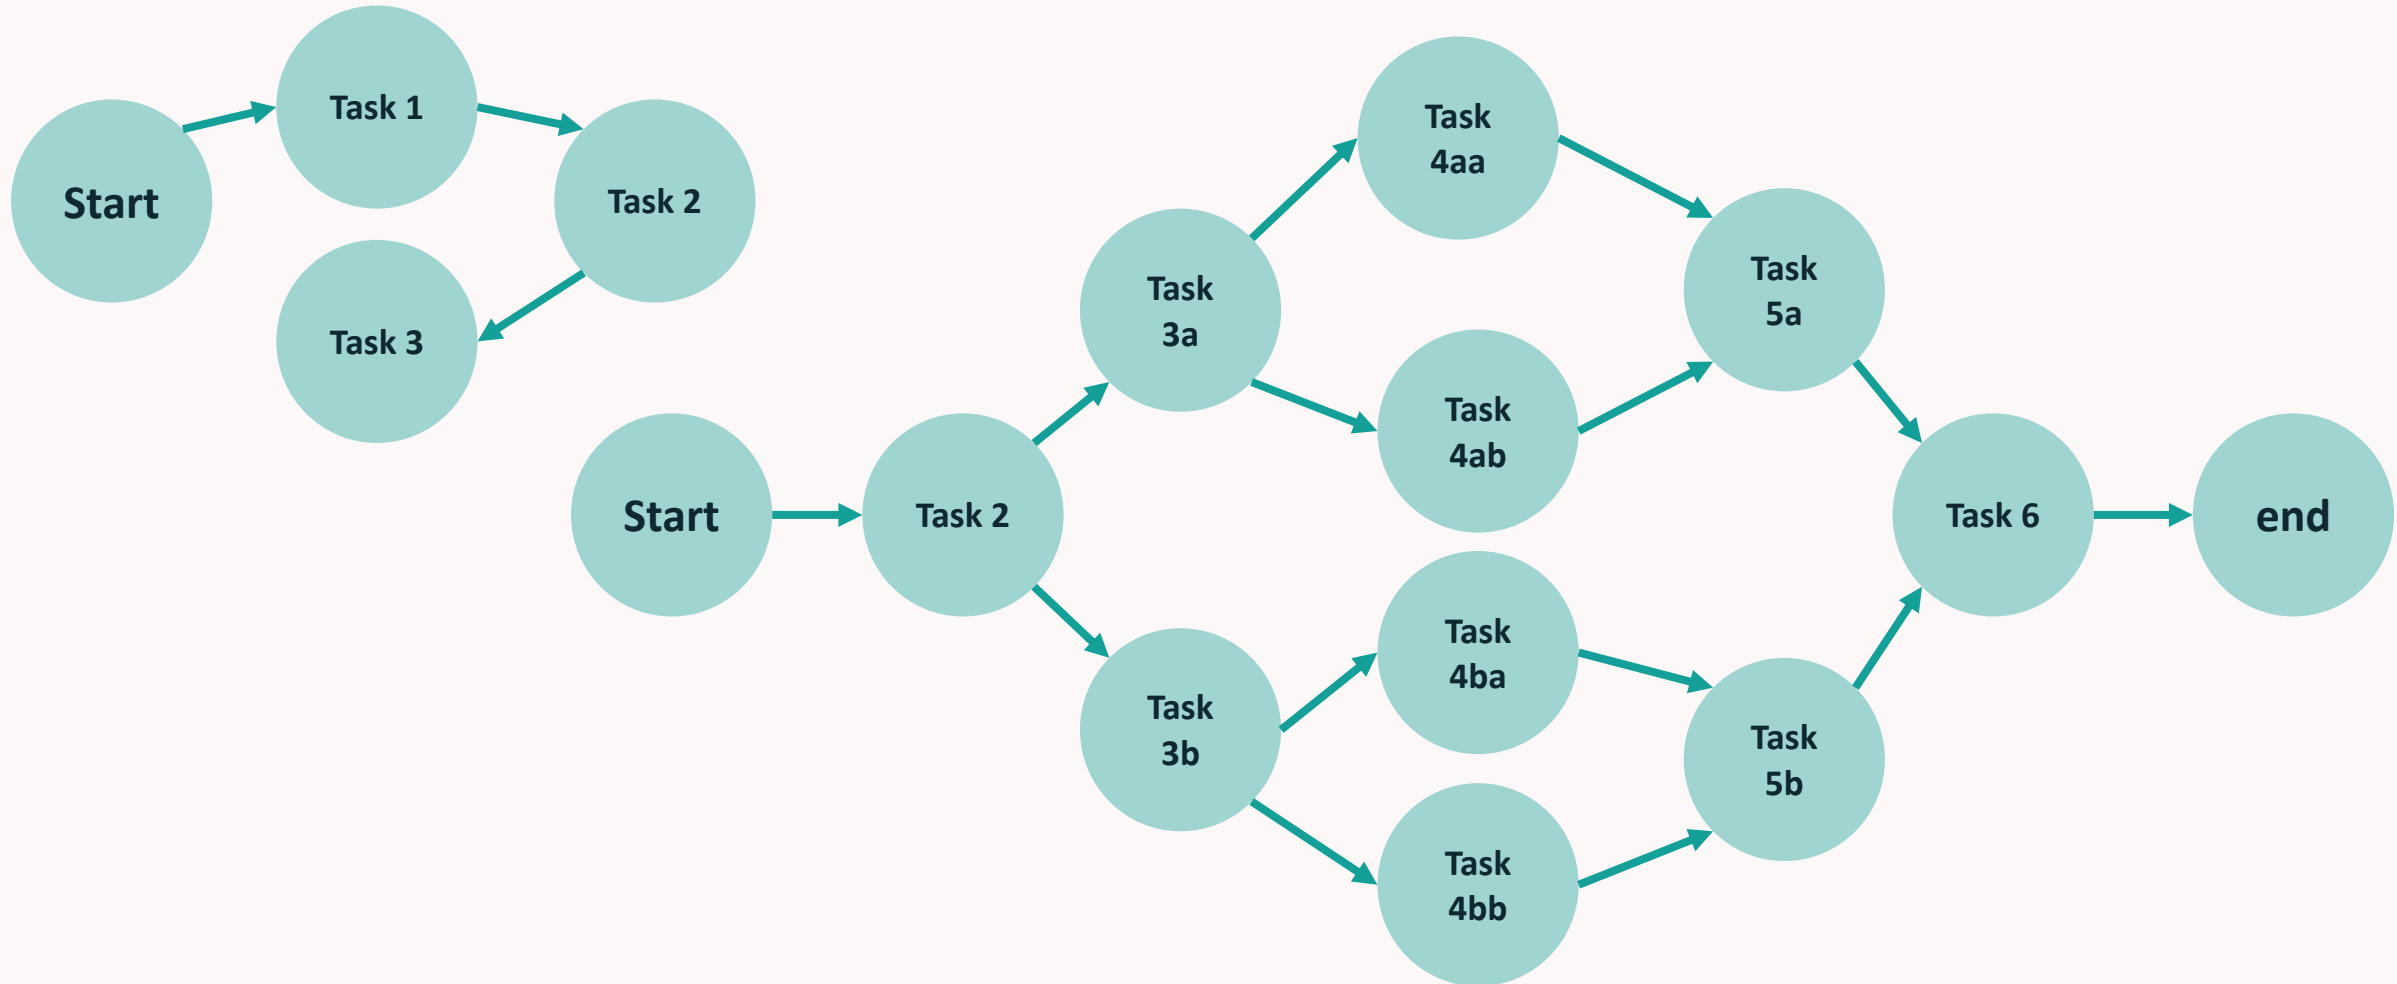 Start
Task 1
Task 2
Task 3
Start
Task 2
Task
3a
Task
3b
Task
4aa
Task
4ab
Task
4ba
Task
4bb
Task
5a
Task
5b
Task 6
end